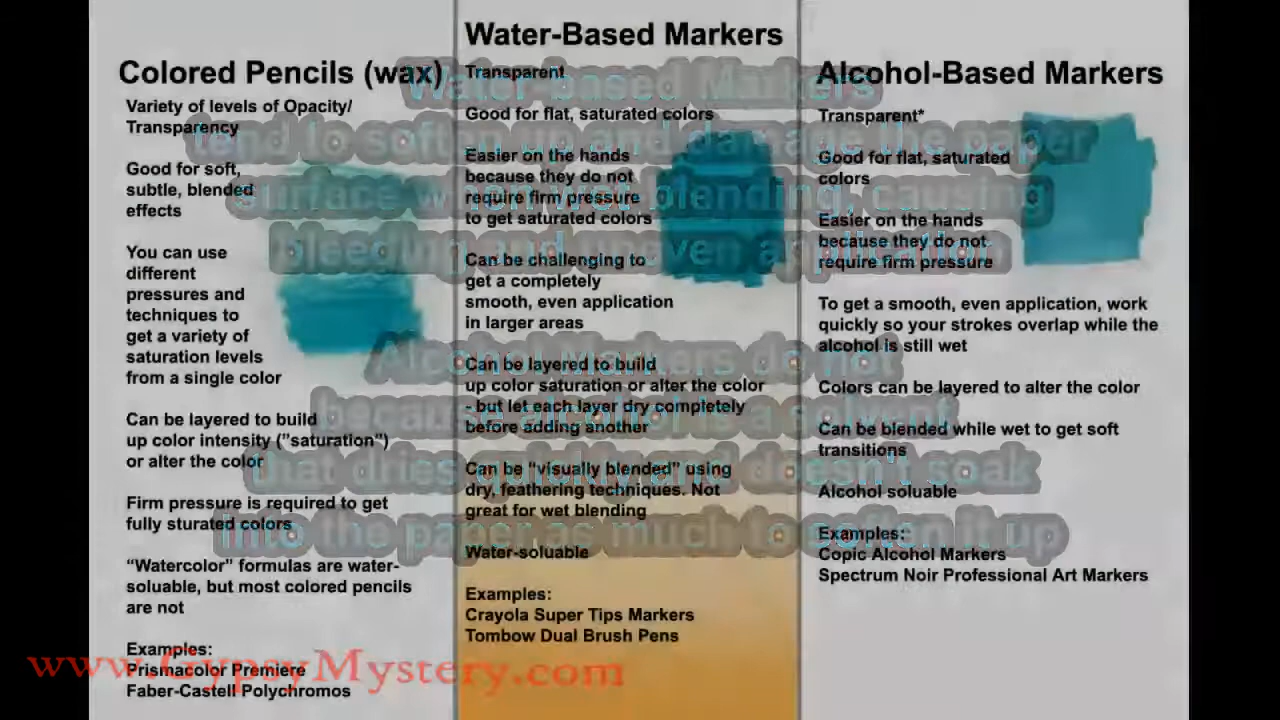 Colored Pencils (wax)
Variety of levels of Opacity/
Transparency
Good for soft,
subtle, blended
effects
You can use
different
pressures and
techniques to
get a variety of
saturation levels
from a single color
Can be layered to build
up color intensity ("saturation")
or alter the color
Firm pressure is required to get
fully sturated colors
“Watercolor” formulas are water-
soluable, but most colored pencils
are not
Examples:
Prismacolor Premiere
Faber-Castell Polychromos
Water-Based Markers
Transparent
Good for flat, saturated colors
Easier on the hands
because they do not
require firm pressure
to get saturated colors
Can be challenging to
get a completely
smooth, even application
in larger areas
Can be layered to build
up color saturation or alter the color
- but let each layer dry completely
before adding another
Can be “visually blended” using
dry, feathering techniques. Not
great for wet blending
Water-soluable
Examples:
Crayola Super Tips Markers
Tombow Dual Brush Pens
Alcohol-Based Markers
Transparent*
Good for flat, saturated
colors
Easier on the hands
because they do not
require firm pressure
To get a smooth, even application, work
quickly so your strokes overlap while the
alcohol is still wet
Colors can be layered to alter the color
Can be blended while wet to get soft
transitions
Alcohol soluable
Examples:
Copic Alcohol Markers
Spectrum Noir Professional Art Markers
Water-based Markers
tend to soften up and damage the paper
surface when wet blending, causing
bleeding and uneven application
Alcohol Markers do not
because alcohol is a solvent
that dries quickly and doesn't soak
into the paper as much to soften it up
www.GypsyMystery.com